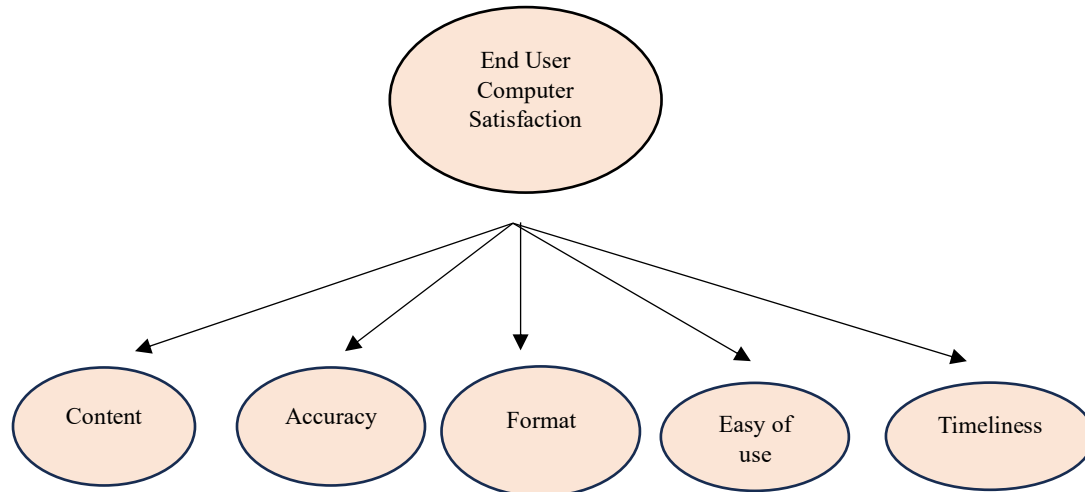 End User
Computer
Satisfaction
Content
Accuracy
Format
Easy of
use
Timeliness